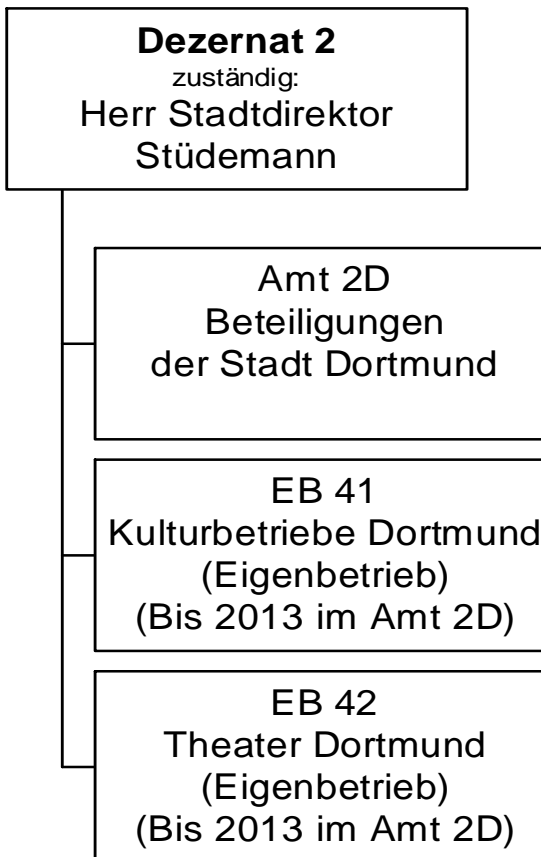 Dezernat 2
zuständig:
Herr Stadtdirektor
Stüdemann
Amt 2D
Beteiligungen
der Stadt Dortmund
EB 41
Kulturbetriebe Dortmund
(Eigenbetrieb)
(Bis 2013 im Amt 2D)
EB 42
Theater Dortmund
(Eigenbetrieb)
(Bis 2013 im Amt 2D)